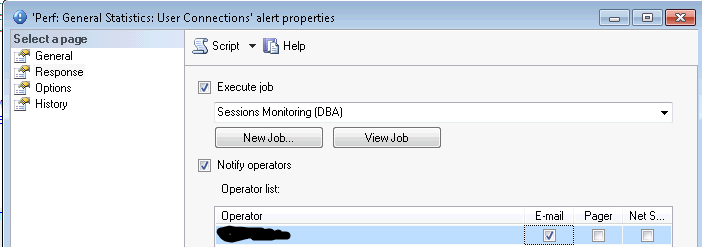 'Perf: General Statistics: User Connections' alert properties
Select a page
General
Response
Options
History
Script
Help
Execute job
Sessions Monitoring (DBA)
New Job...
View Job
Notify operators
Operator list:
Operator
E-mail
Pager
Net S...